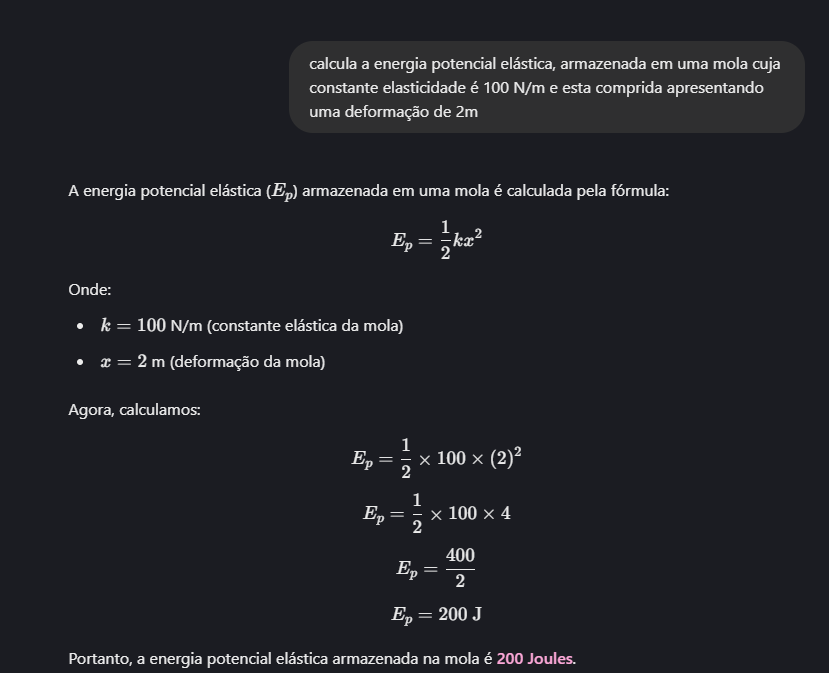 calcula a energia potencial elástica, armazenada em uma mola cuja
constante elasticidade é 100 N/m e esta comprida apresentando
uma deformação de 2m
A energia potencial elástica (E_p) armazenada em uma mola é calculada pela fórmula:
E_p = \frac{1}{2}kx^2
Onde:
• k = 100 N/m (constante elástica da mola)
• x = 2 m (deformação da mola)
Agora, calculamos:
E_p = \frac{1}{2} × 100 × (2)^2
E_p = \frac{1}{2} × 100 × 4
E_p = \frac{400}{2}
E_p = 200 J
Portanto, a energia potencial elástica armazenada na mola é 200 Joules.